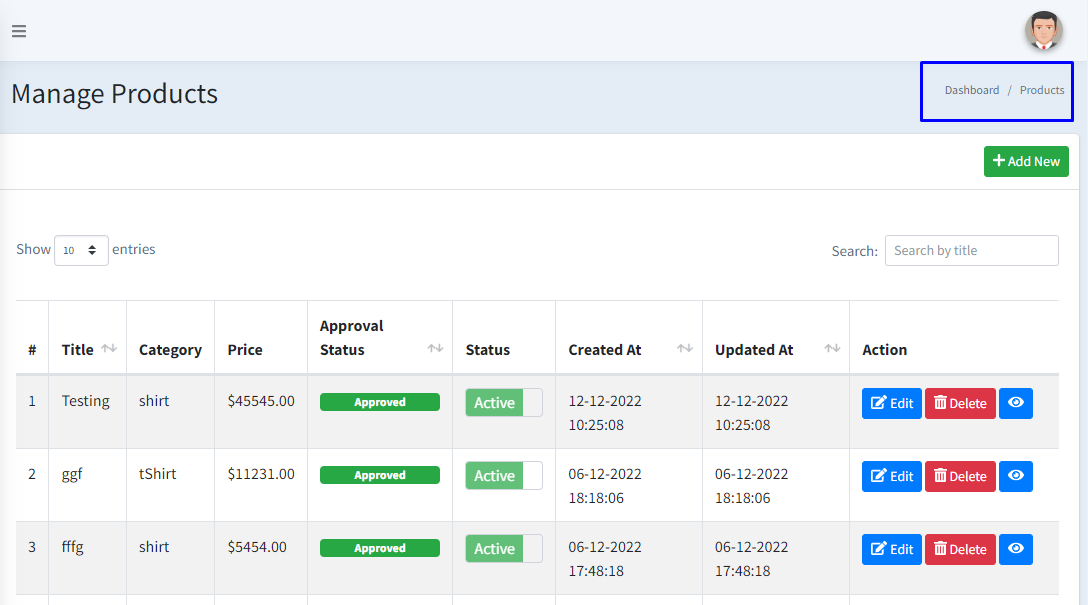 Manage Products
Dashboard / Products
Add New
Show 10 entries
Search: Search by title
# Title Category Price Approval Status Status Created At Updated At Action
1 Testing shirt $45545.00 Approved Active 12-12-2022 10:25:08 12-12-2022 10:25:08 Edit Delete
2 ggf tShirt $11231.00 Approved Active 06-12-2022 18:18:06 06-12-2022 18:18:06 Edit Delete
3 fffg shirt $5454.00 Approved Active 06-12-2022 17:48:18 06-12-2022 17:48:18 Edit Delete